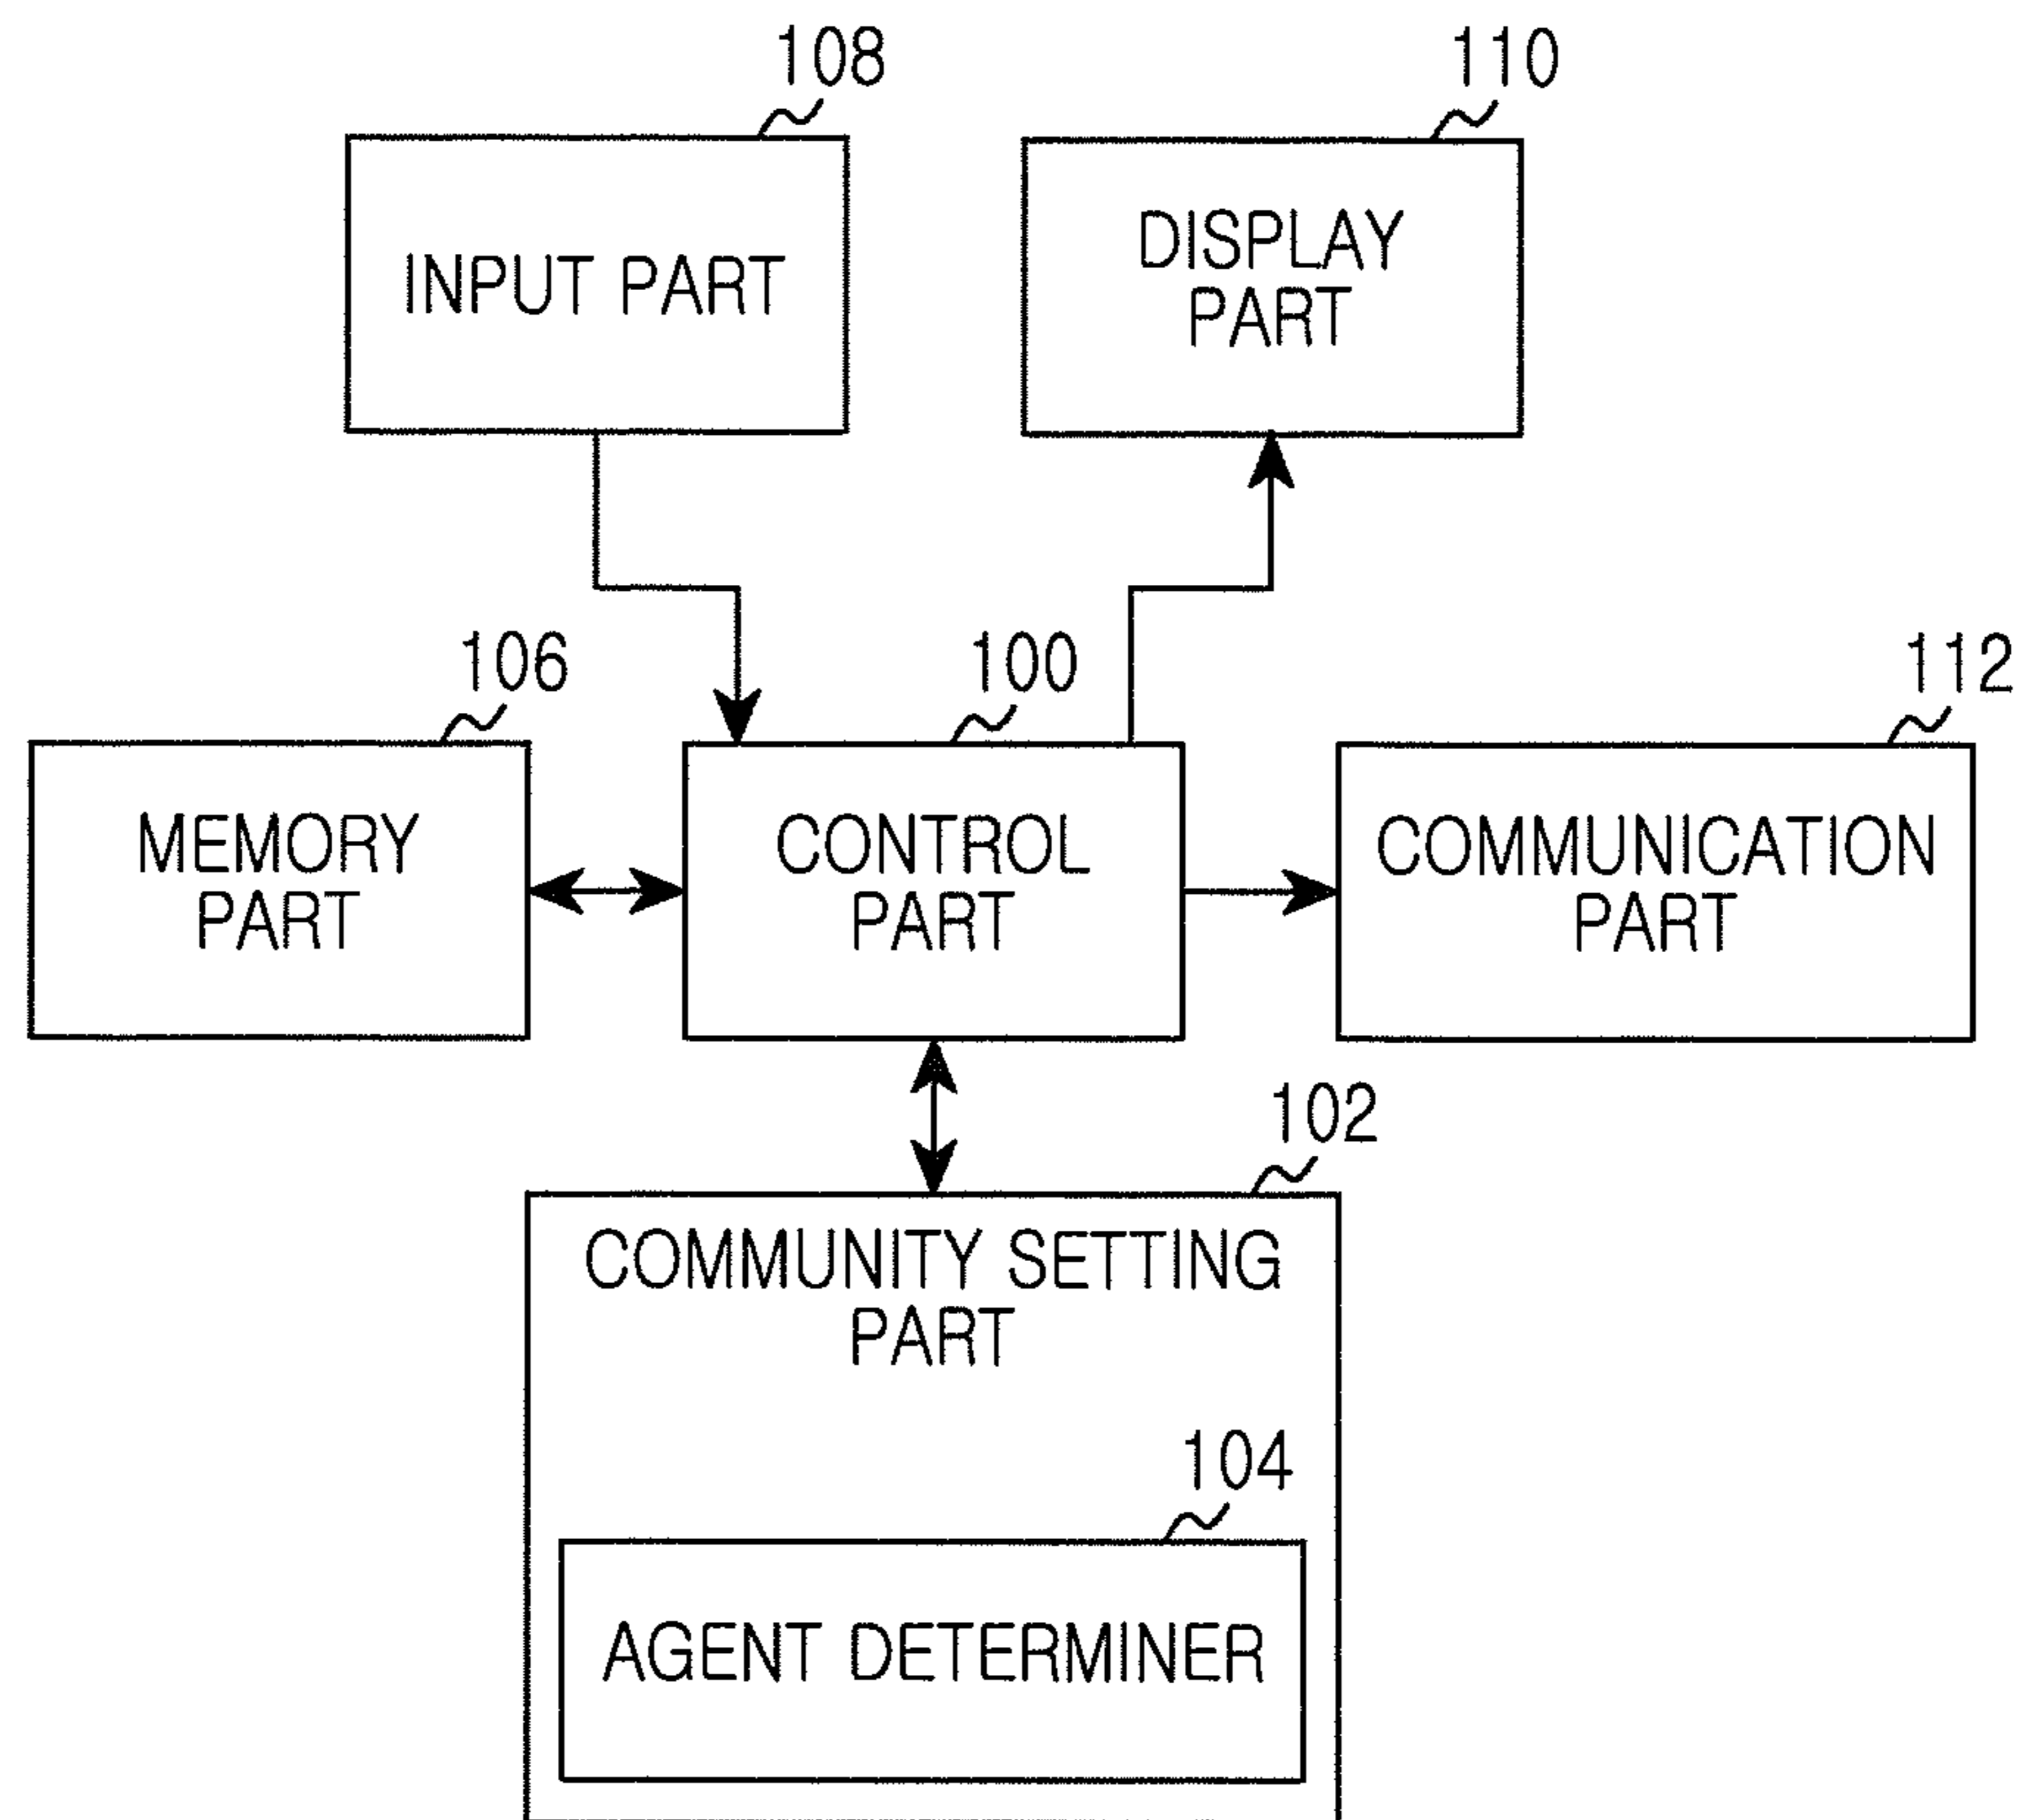 108
INPUT PART
110
DISPLAY
PART
106
MEMORY
PART
100
CONTROL
PART
112
COMMUNICATION
PART
102
COMMUNITY SETTING
PART
104
AGENT DETERMINER